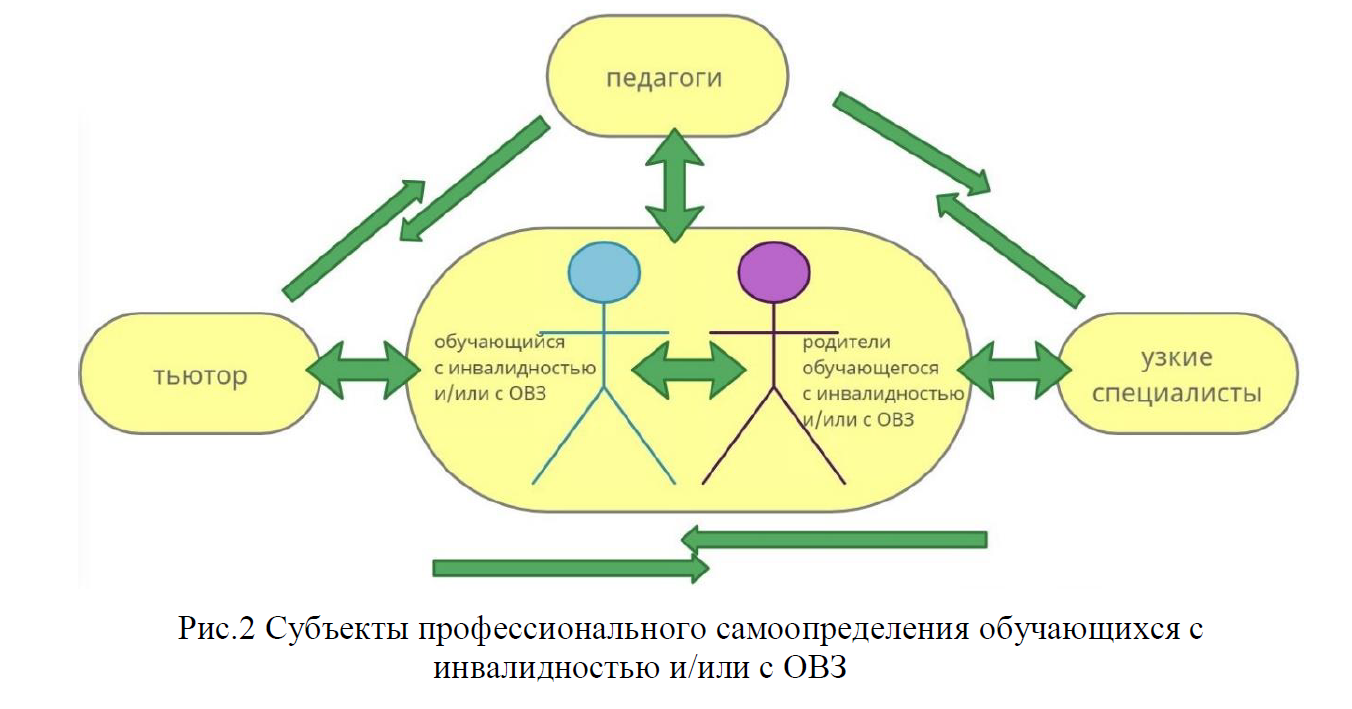 педагоги
тьютор
обучающийся
с инвалидностью
и/или с ОВЗ
родители
обучающегося
с инвалидностью
и/или с ОВЗ
узкие
специалисты
Рис.2 Субъекты профессионального самоопределения обучающихся с
инвалидностью и/или с ОВЗ